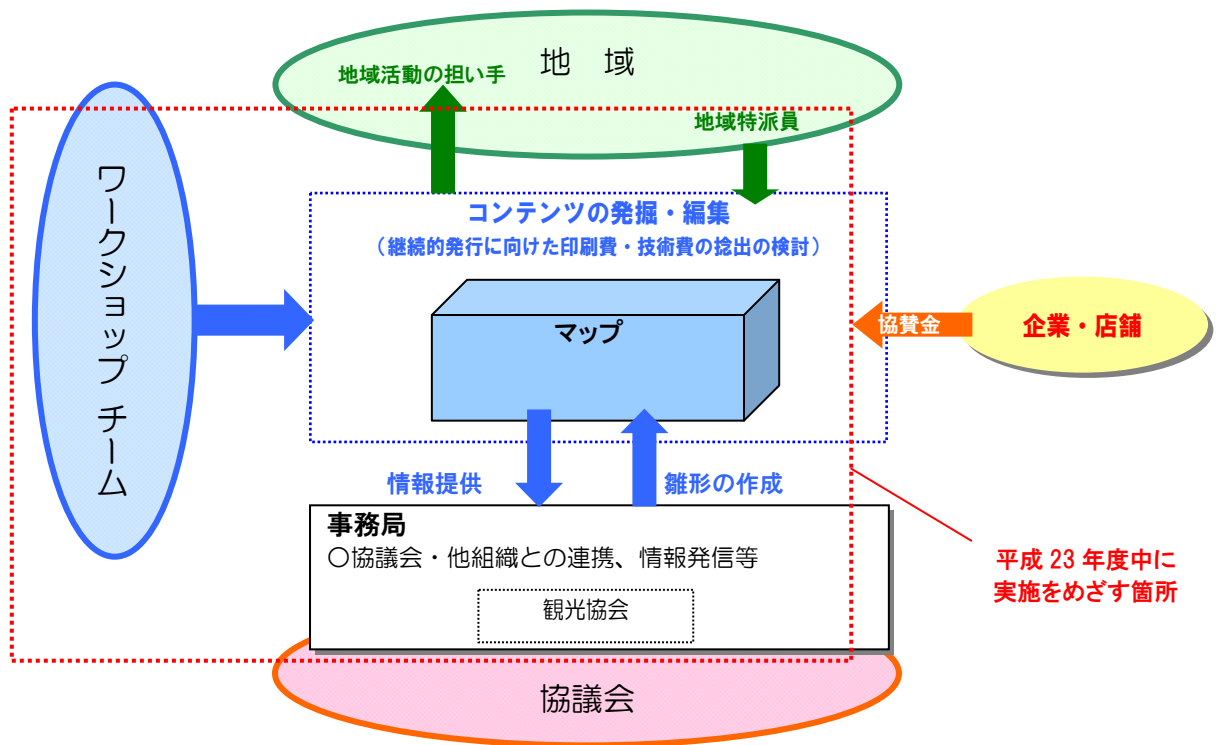 地　域
地域活動の担い手
地域特派員
ワークショップ チーム
コンテンツの発掘・編集
（継続的発行に向けた印刷費・技術費の捻出の検討）
マップ
協賛金
企業・店舗
情報提供
雛形の作成
事務局
〇協議会・他組織との連携、情報発信等
観光協会
平成 23 年度中に
実施をめざす箇所
協議会